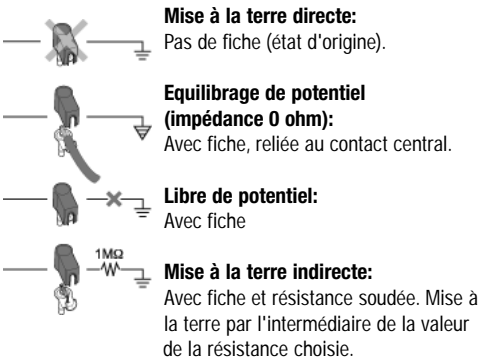 Mise à la terre directe:
Pas de fiche (état d'origine).
Equilibrage de potentiel
(impédance 0 ohm):
Avec fiche, reliée au contact central.
Libre de potentiel:
Avec fiche
1MΩ
Mise à la terre indirecte:
Avec fiche et résistance soudée. Mise à
la terre par l'intermédiaire de la valeur
de la résistance choisie.